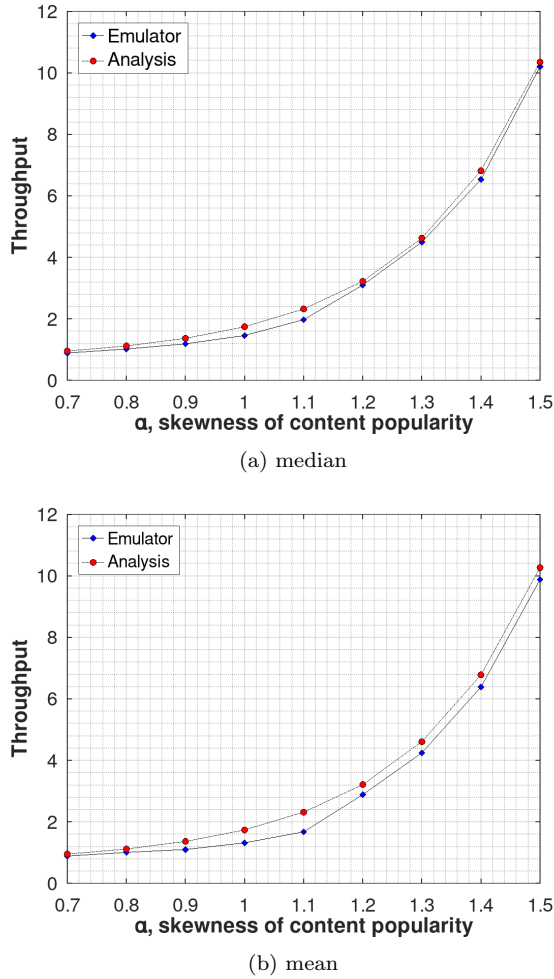 12
10
8
6
4
2
0
Throughput
Emulator
Analysis
0.7 0.8 0.9 1 1.1 1.2 1.3 1.4 1.5
α, skewness of content popularity
(a) median
12
10
8
6
4
2
0
Throughput
Emulator
Analysis
0.7 0.8 0.9 1 1.1 1.2 1.3 1.4 1.5
α, skewness of content popularity
(b) mean